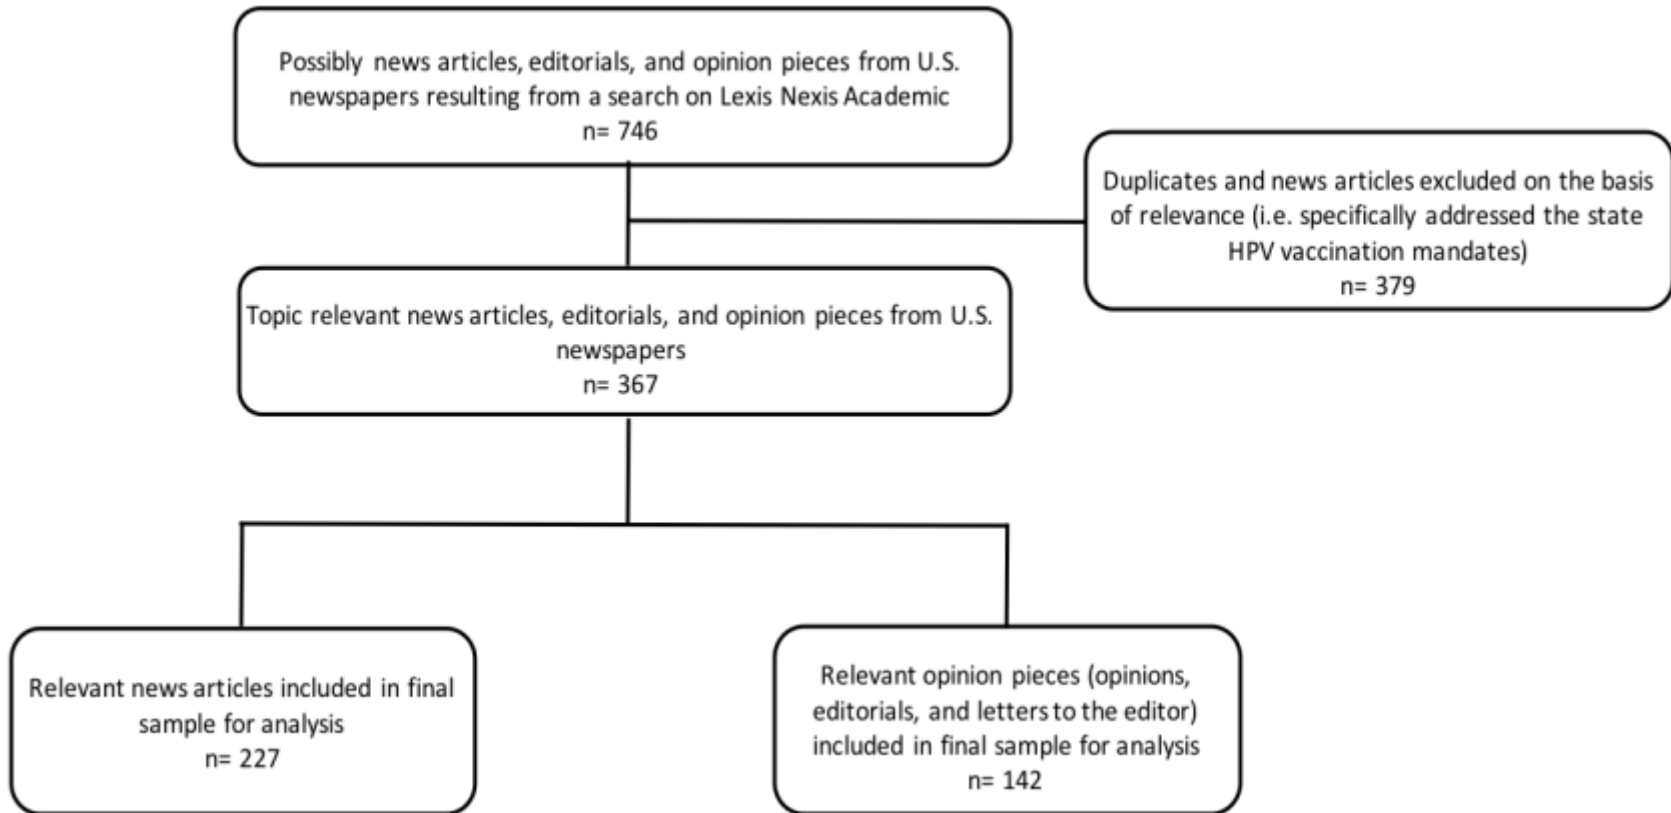 Possibly news articles, editorials, and opinion pieces from U.S.
newspapers resulting from a search on Lexis Nexis Academic
n= 746
Duplicates and news articles excluded on the basis
of relevance (i.e. specifically addressed the state
HPV vaccination mandates)
n= 379
Topic relevant news articles, editorials, and opinion pieces from U.S.
newspapers
n= 367
Relevant news articles included in final
sample for analysis
n= 227
Relevant opinion pieces (opinions,
editorials, and letters to the editor)
included in final sample for analysis
n= 142